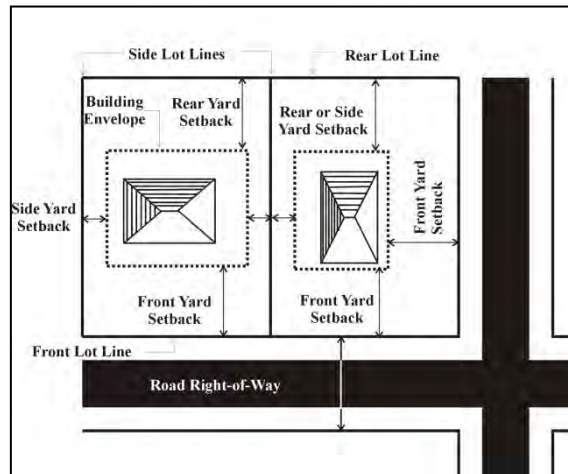 Side Lot Lines
Rear Lot Line
Building
Envelope
Rear Yard
Setback
Rear or Side
Yard Setback
Side Yard
Setback
Front Yard
Setback
Front Yard
Setback
Front Yard
Setback
Front Lot Line
Road Right-of-Way